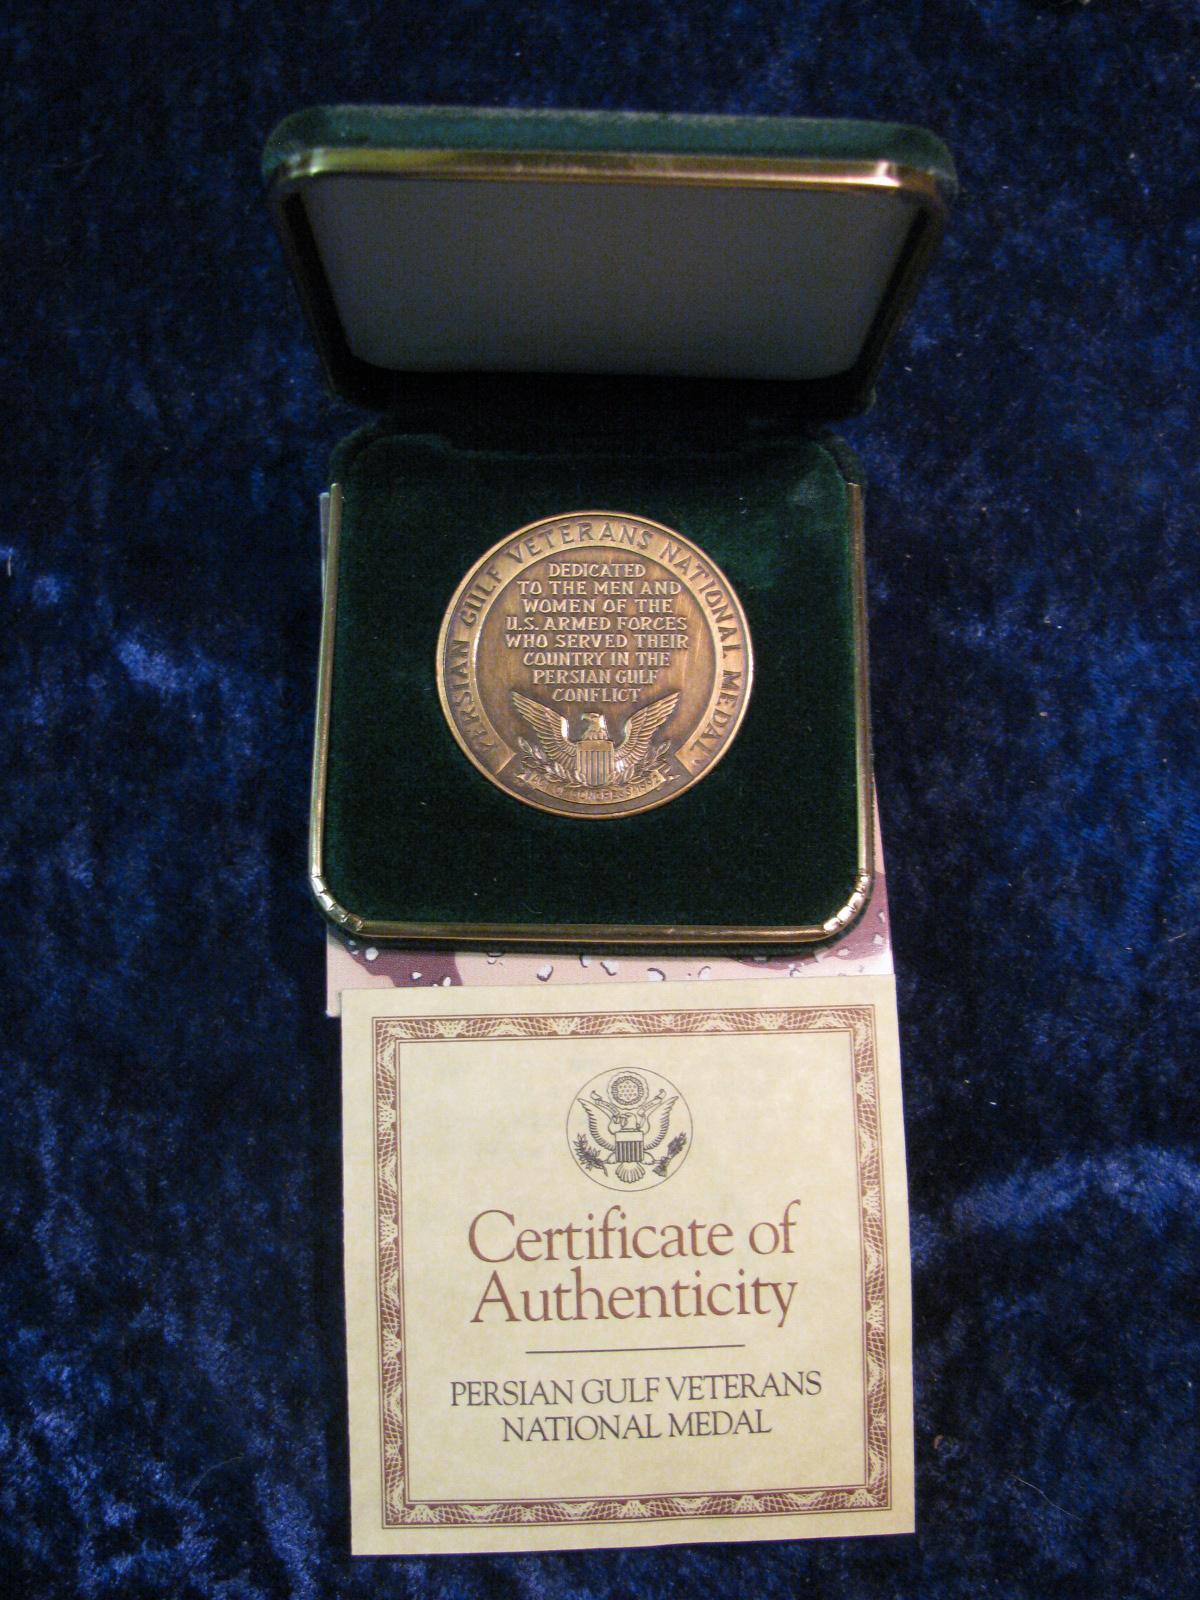 PERSIAN GULF VETERANS NATIONAL MEDAL
DEDICATED
TO THE MEN AND
WOMEN OF THE
U.S. ARMED FORCES
WHO SERVED THEIR
COUNTRY IN THE
PERSIAN GULF
CONFLICT
Certificate of
Authenticity
PERSIAN GULF VETERANS
NATIONAL MEDAL